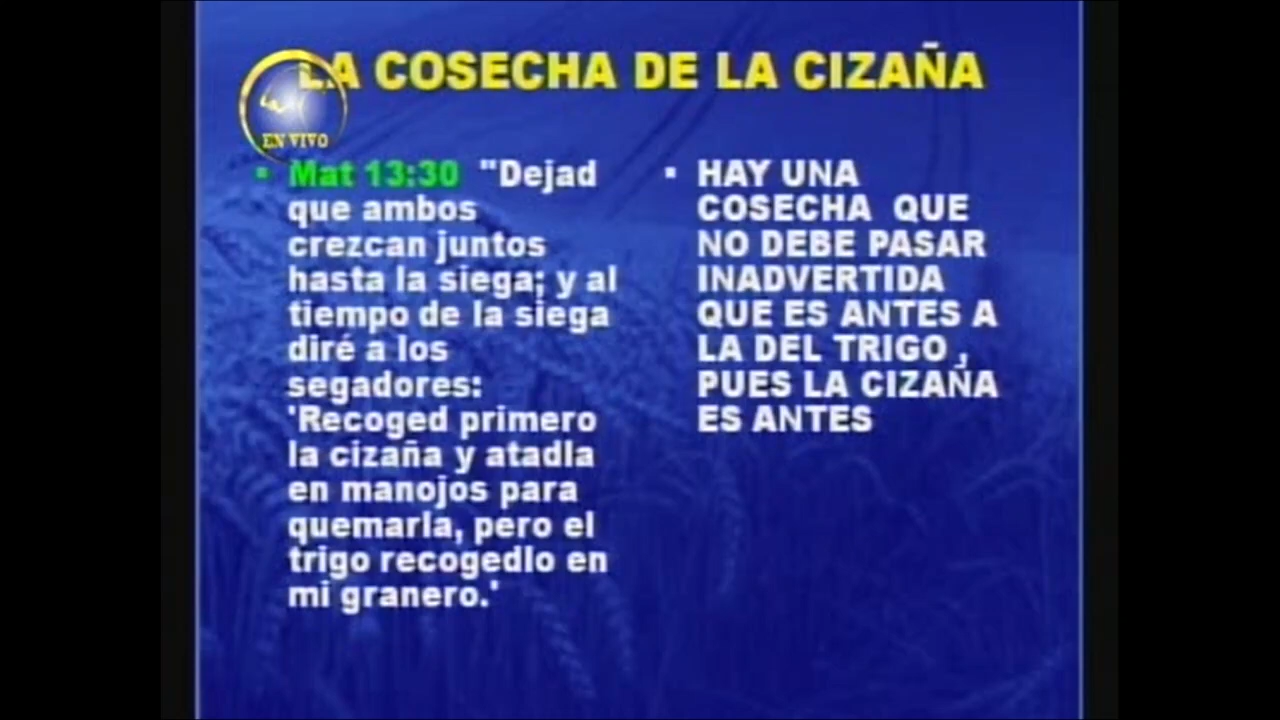 LA COSECHA DE LA CIZAÑA
EN VIVO
▪ Mat 13:30 "Dejad
que ambos
crezcan juntos
hasta la siega; y al
tiempo de la siega
diré a los
segadores:
'Recoged primero
la cizaña y atadla
en manojos para
quemarla, pero el
trigo recogedlo en
mi granero.'
▪ HAY UNA
COSECHA QUE
NO DEBE PASAR
INADVERTIDA
QUE ES ANTES A
LA DEL TRIGO ,
PUES LA CIZAÑA
ES ANTES